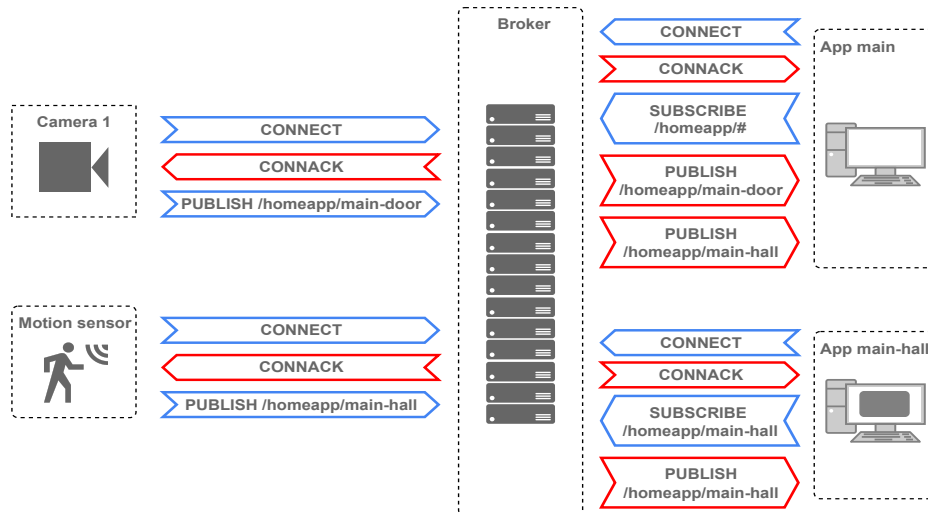 Broker
Camera 1
CONNECT
CONNACK
PUBLISH /homeapp/main-door
Motion sensor
CONNECT
CONNACK
PUBLISH /homeapp/main-hall
App main
CONNECT
CONNACK
SUBSCRIBE
/homeapp/#
PUBLISH
/homeapp/main-door
PUBLISH
/homeapp/main-hall
App main-hall
CONNECT
CONNACK
SUBSCRIBE
/homeapp/main-hall
PUBLISH
/homeapp/main-hall